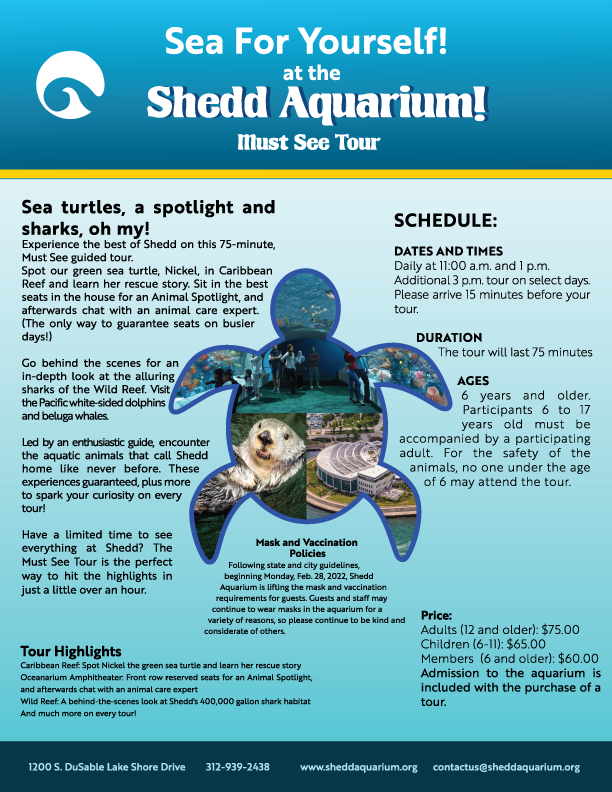 Sea For Yourself!
at the
Shedd Aquarium!
Must See Tour
Sea turtles, a spotlight and
sharks, oh my!
Experience the best of Shedd on this 75-minute,
Must See guided tour.
Spot our green sea turtle, Nickel, in Caribbean
Reef and learn her rescue story. Sit in the best
seats in the house for an Animal Spotlight, and
afterwards chat with an animal care expert.
(The only way to guarantee seats on busier
days!)
Go behind the scenes for an
in-depth look at the alluring
sharks of the Wild Reef. Visit
the Pacific white-sided dolphins
and beluga whales.
Led by an enthusiastic guide, encounter
the aquatic animals that call Shedd
home like never before. These
experiences guaranteed, plus more
to spark your curiosity on every
tour!
Have a limited time to see
everything at Shedd? The
Must See Tour is the perfect
way to hit the highlights in
just a little over an hour.
SCHEDULE:
DATES AND TIMES
Daily at 11:00 a.m. and 1 p.m.
Additional 3 p.m. tour on select days.
Please arrive 15 minutes before your
tour.
DURATION
The tour will last 75 minutes
AGES
6 years and older.
Participants 6 to 17
years old must be
accompanied by a participating
adult. For the safety of the
animals, no one under the age
of 6 may attend the tour.
Mask and Vaccination
Policies
Following state and city guidelines,
beginning Monday, Feb. 28, 2022, Shedd
Aquarium is lifting the mask and vaccination
requirements for guests. Guests and staff may
continue to wear masks in the aquarium for a
variety of reasons, so please continue to be kind and
considerate of others.
Price:
Adults (12 and older): $75.00
Children (6-11): $65.00
Members (6 and older): $60.00
Admission to the aquarium is
included with the purchase of a
tour.
Tour Highlights
Caribbean Reef: Spot Nickel the green sea turtle and learn her rescue story
Oceanarium Amphitheater: Front row reserved seats for an Animal Spotlight,
and afterwards chat with an animal care expert
Wild Reef: A behind-the-scenes look at Shedd's 400,000 gallon shark habitat
And much more on every tour!
1200 S. DuSable Lake Shore Drive 312-939-2438 www.sheddaquarium.org contactus@sheddaquarium.org